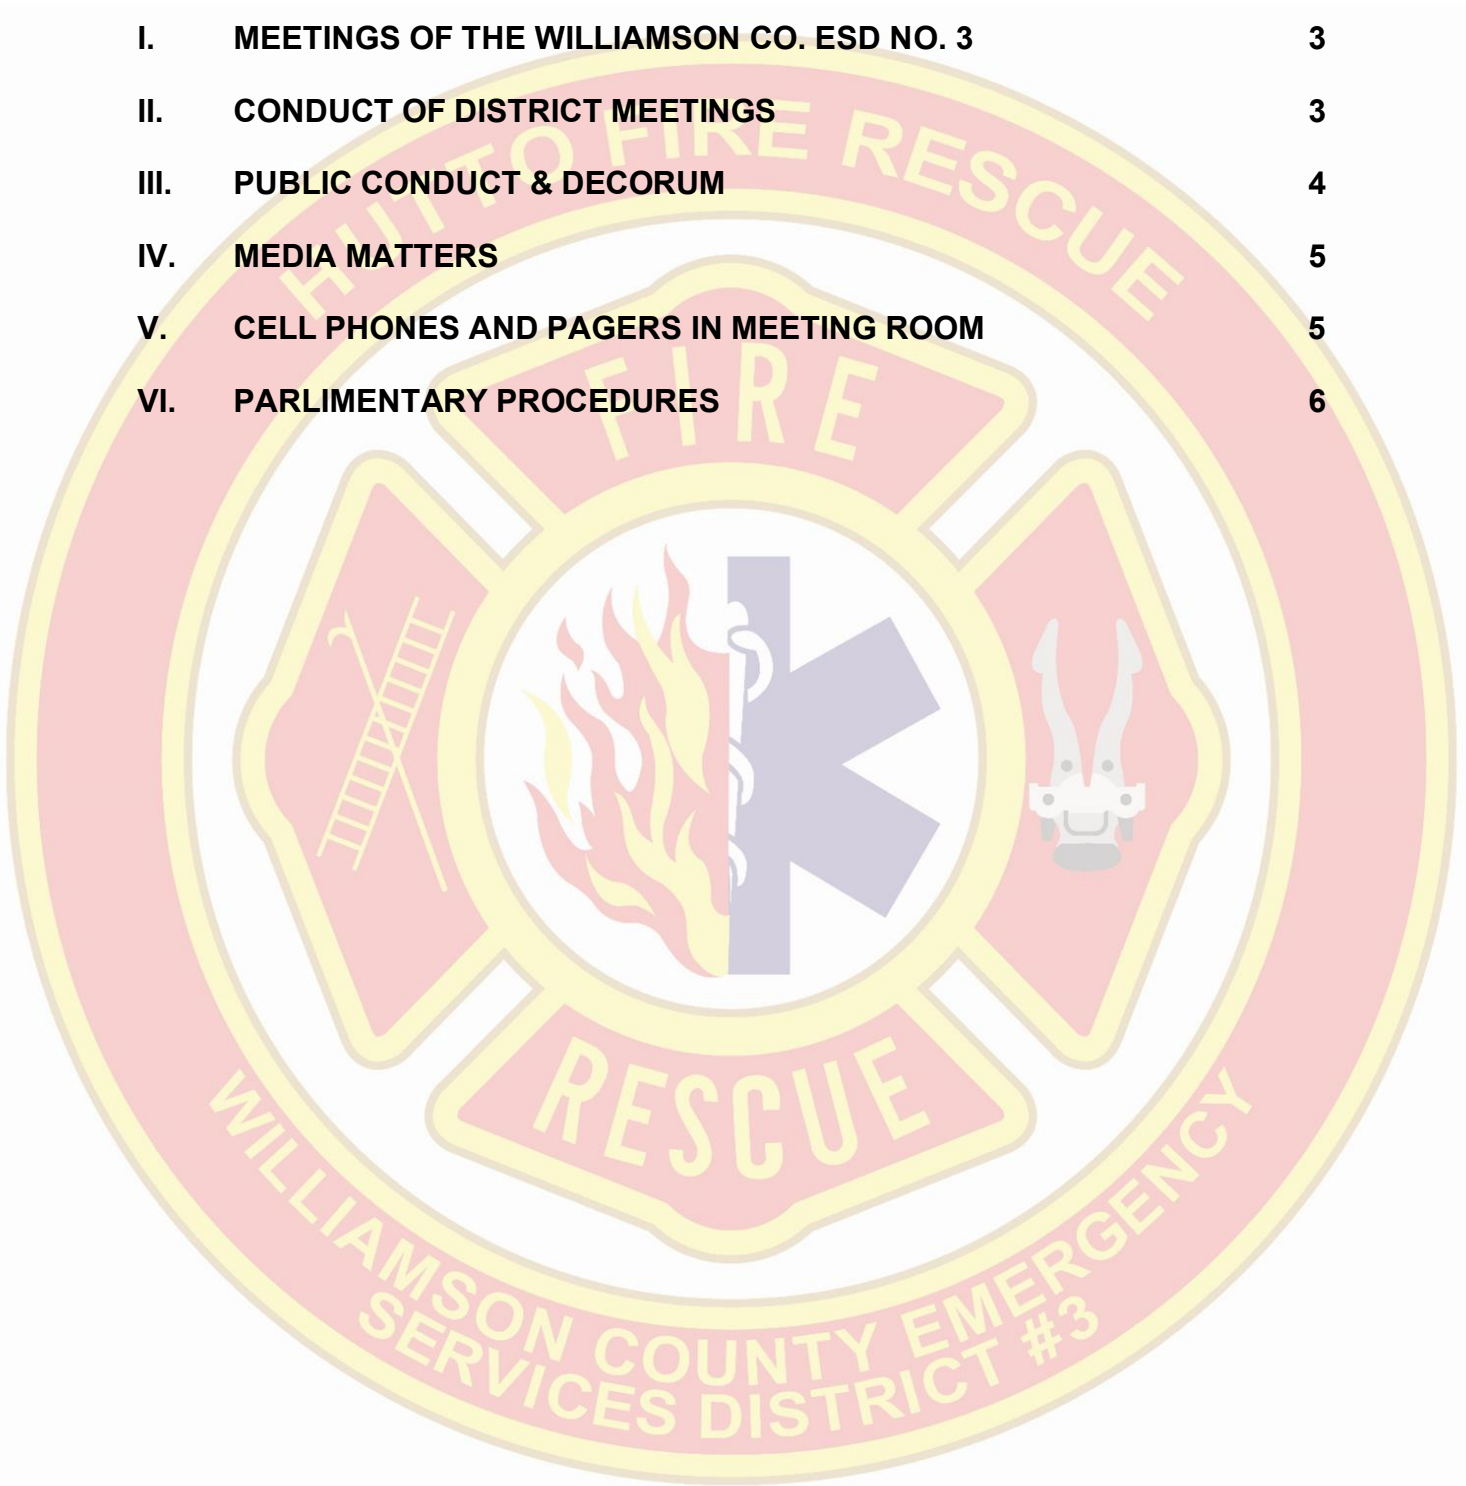 I. MEETINGS OF THE WILLIAMSON CO. ESD NO. 3 3
II. CONDUCT OF DISTRICT MEETINGS 3
III. PUBLIC CONDUCT & DECORUM 4
IV. MEDIA MATTERS 5
V. CELL PHONES AND PAGERS IN MEETING ROOM 5
VI. PARLIMENTARY PROCEDURES 6
HUTTO FIRE RESCUE
FIRE
RESCUE
WILLIAMSON COUNTY EMERGENCY
SERVICES DISTRICT #3